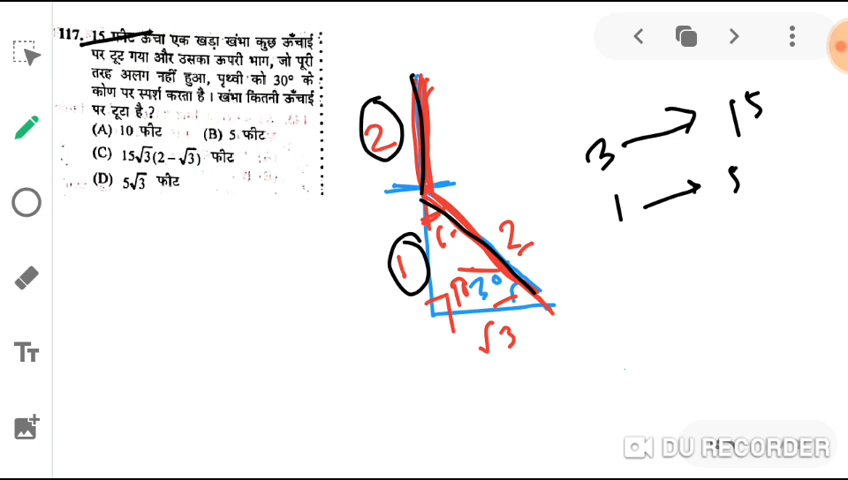 117. 15 फीट ऊँचा एक खड़ा खंभा कुछ ऊँचाई
पर टूट गया और उसका ऊपरी भाग, जो पूरी
तरह अलग नहीं हुआ, पृथ्वी को 30° के
कोण पर स्पर्श करता है। खंभा कितनी ऊँचाई
पर टूटा है?
(A) 10 फीट (B) 5 फीट
(C) 15√3(2 – √3) फीट
(D) 5√3 फीट
2
1
2
30
√3
3 → 15
1 → 5
Tт
DU RECORDER